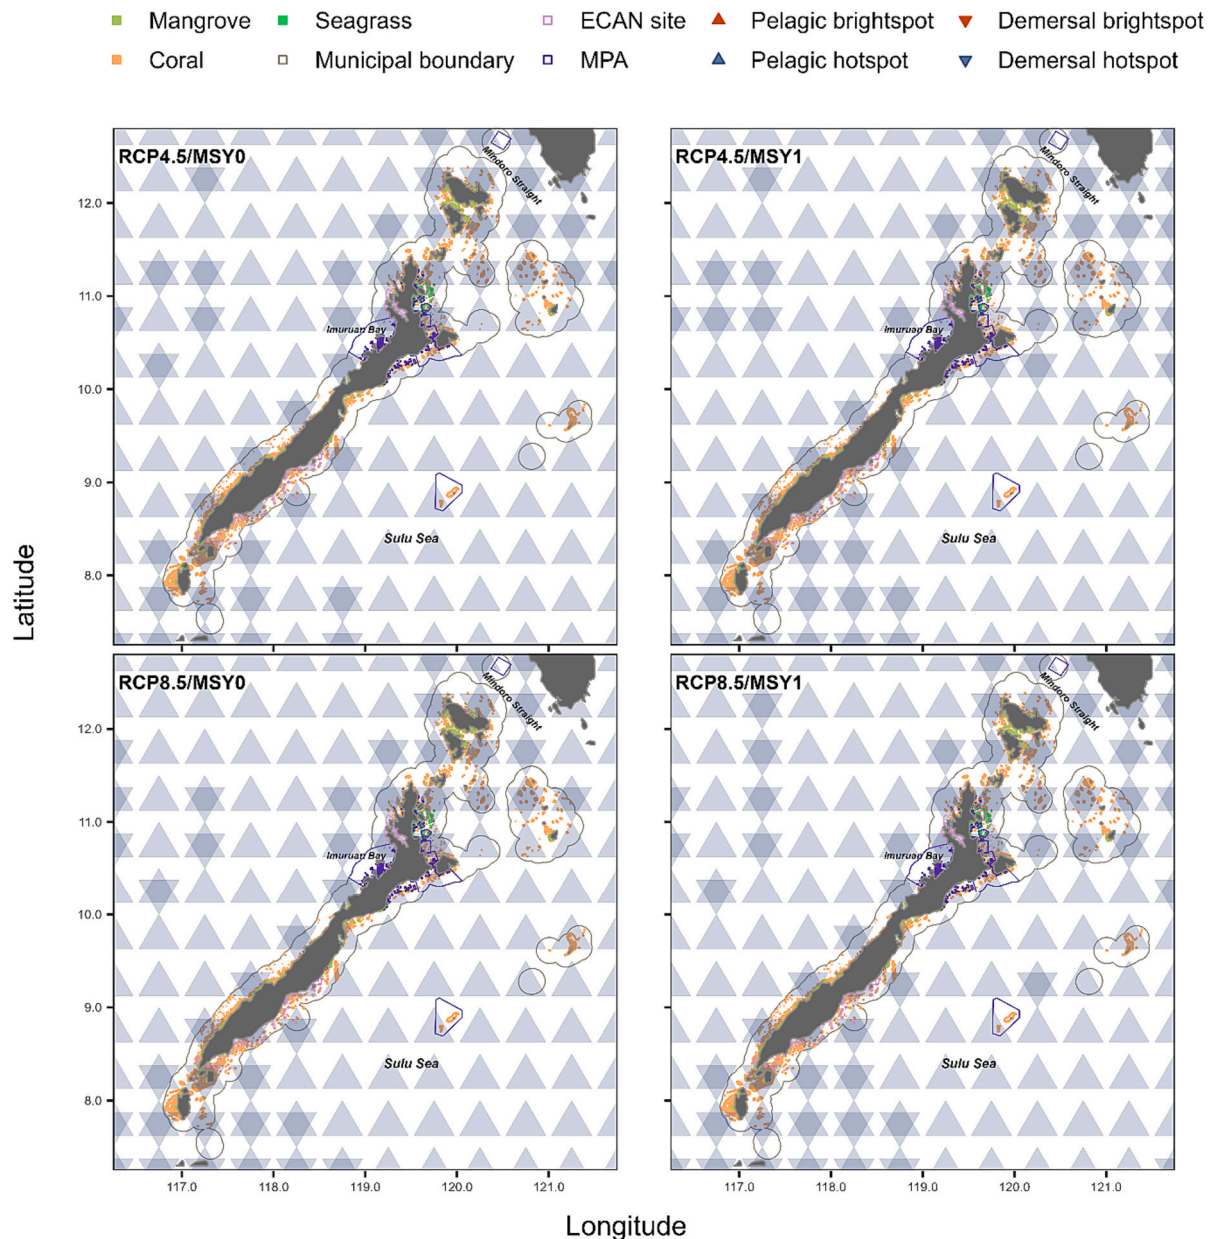 Mangrove Seagrass ECAN site Pelagic brightspot Demersal brightspot
Coral Municipal boundary MPA Pelagic hotspot Demersal hotspot
RCP4.5/MSY0
Mindoro Straight
12.0
11.0
Imuruan Bay
10.0
9.0
Sulu Sea
8.0
RCP4.5/MSY1
Mindoro Straight
Imuruan Bay
Sulu Sea
Latitude
RCP8.5/MSY0
Mindoro Straight
12.0
11.0
Imuruan Bay
10.0
9.0
Sulu Sea
8.0
117.0 118.0 119.0 120.0 121.0
RCP8.5/MSY1
Mindoro Straight
Imuruan Bay
Sulu Sea
117.0 118.0 119.0 120.0 121.0
Longitude